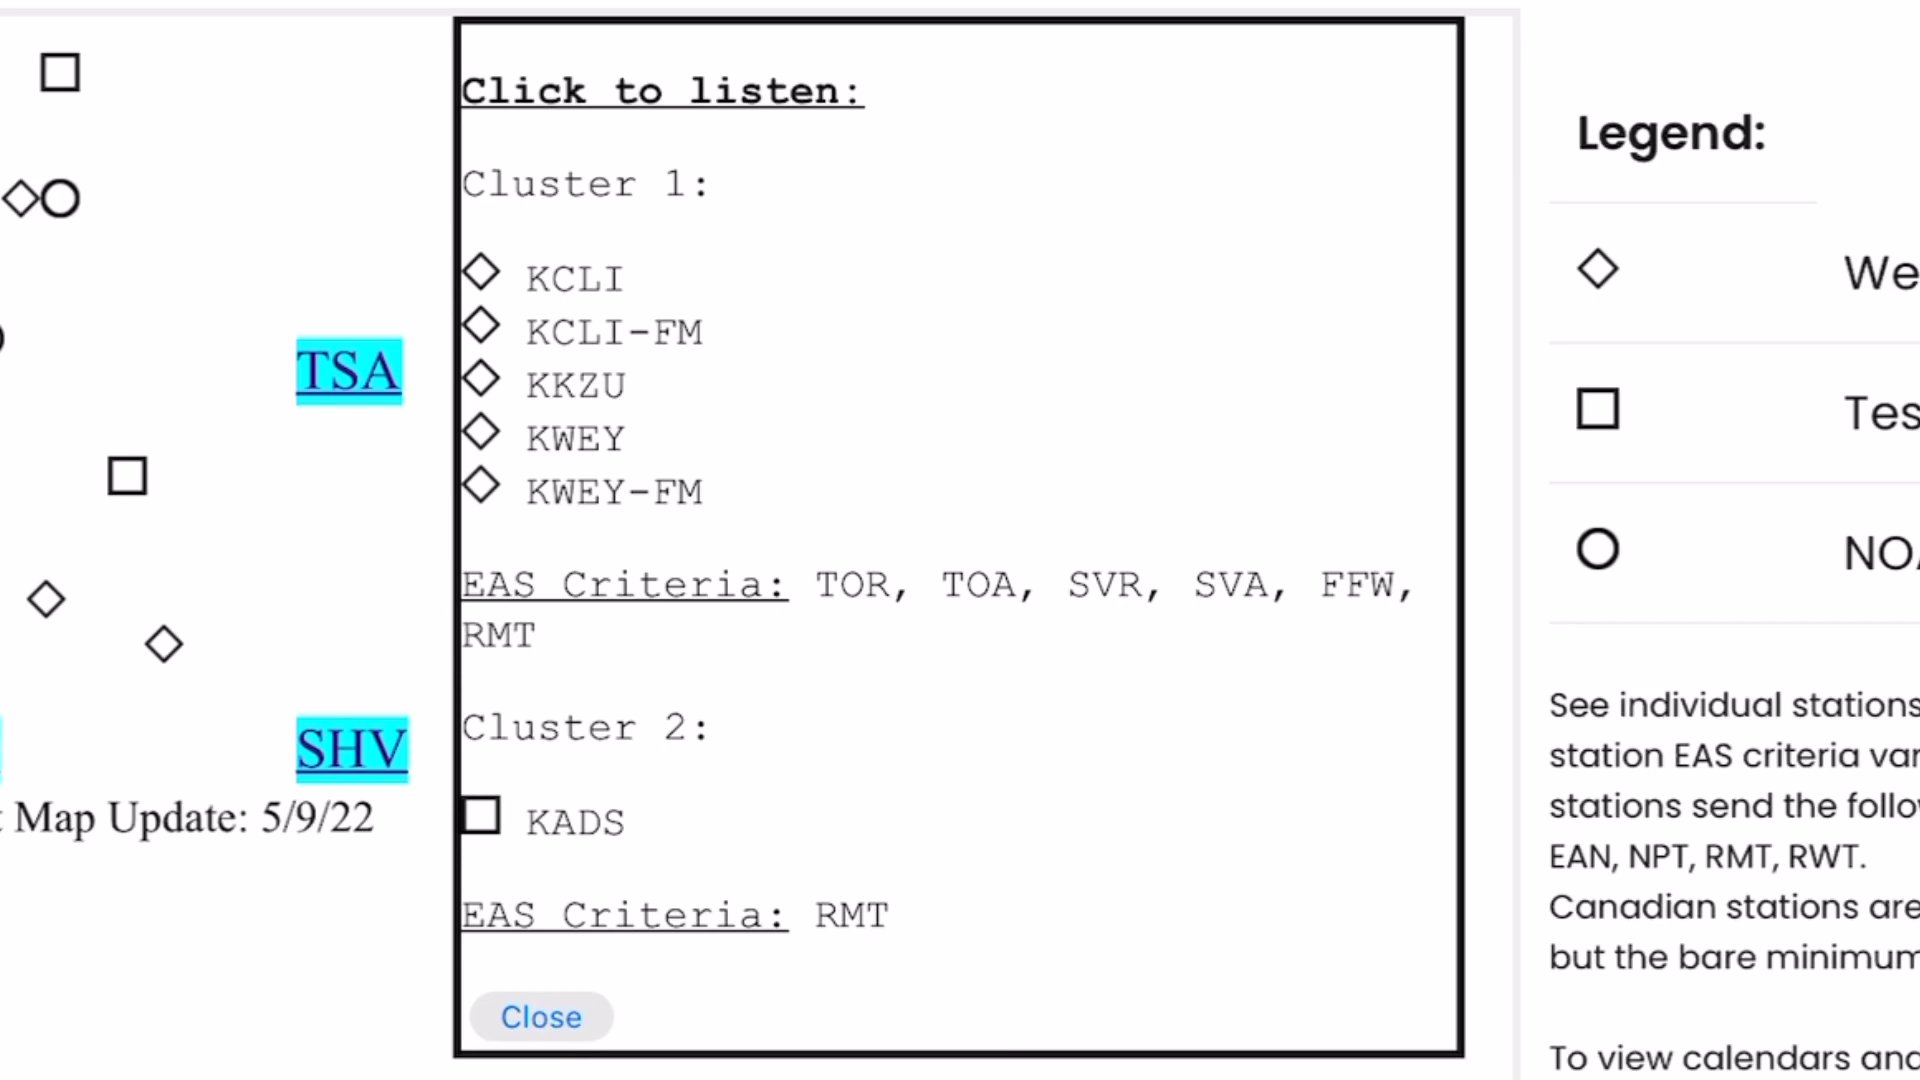 TSA
SHV
Map Update: 5/9/22
Click to listen:
Cluster 1:
KCLI
KCLI-FM
KKZU
KWEY
KWEY-FM
EAS Criteria: TOR, TOA, SVR, SVA, FFW,
RMT
Cluster 2:
KADS
EAS Criteria: RMT
Close
Legend:
We
Tes
NO
See individual stations
station EAS criteria var
stations send the follow
EAN, NPT, RMT, RWT.
Canadian stations are
but the bare minimum
To view calendars and